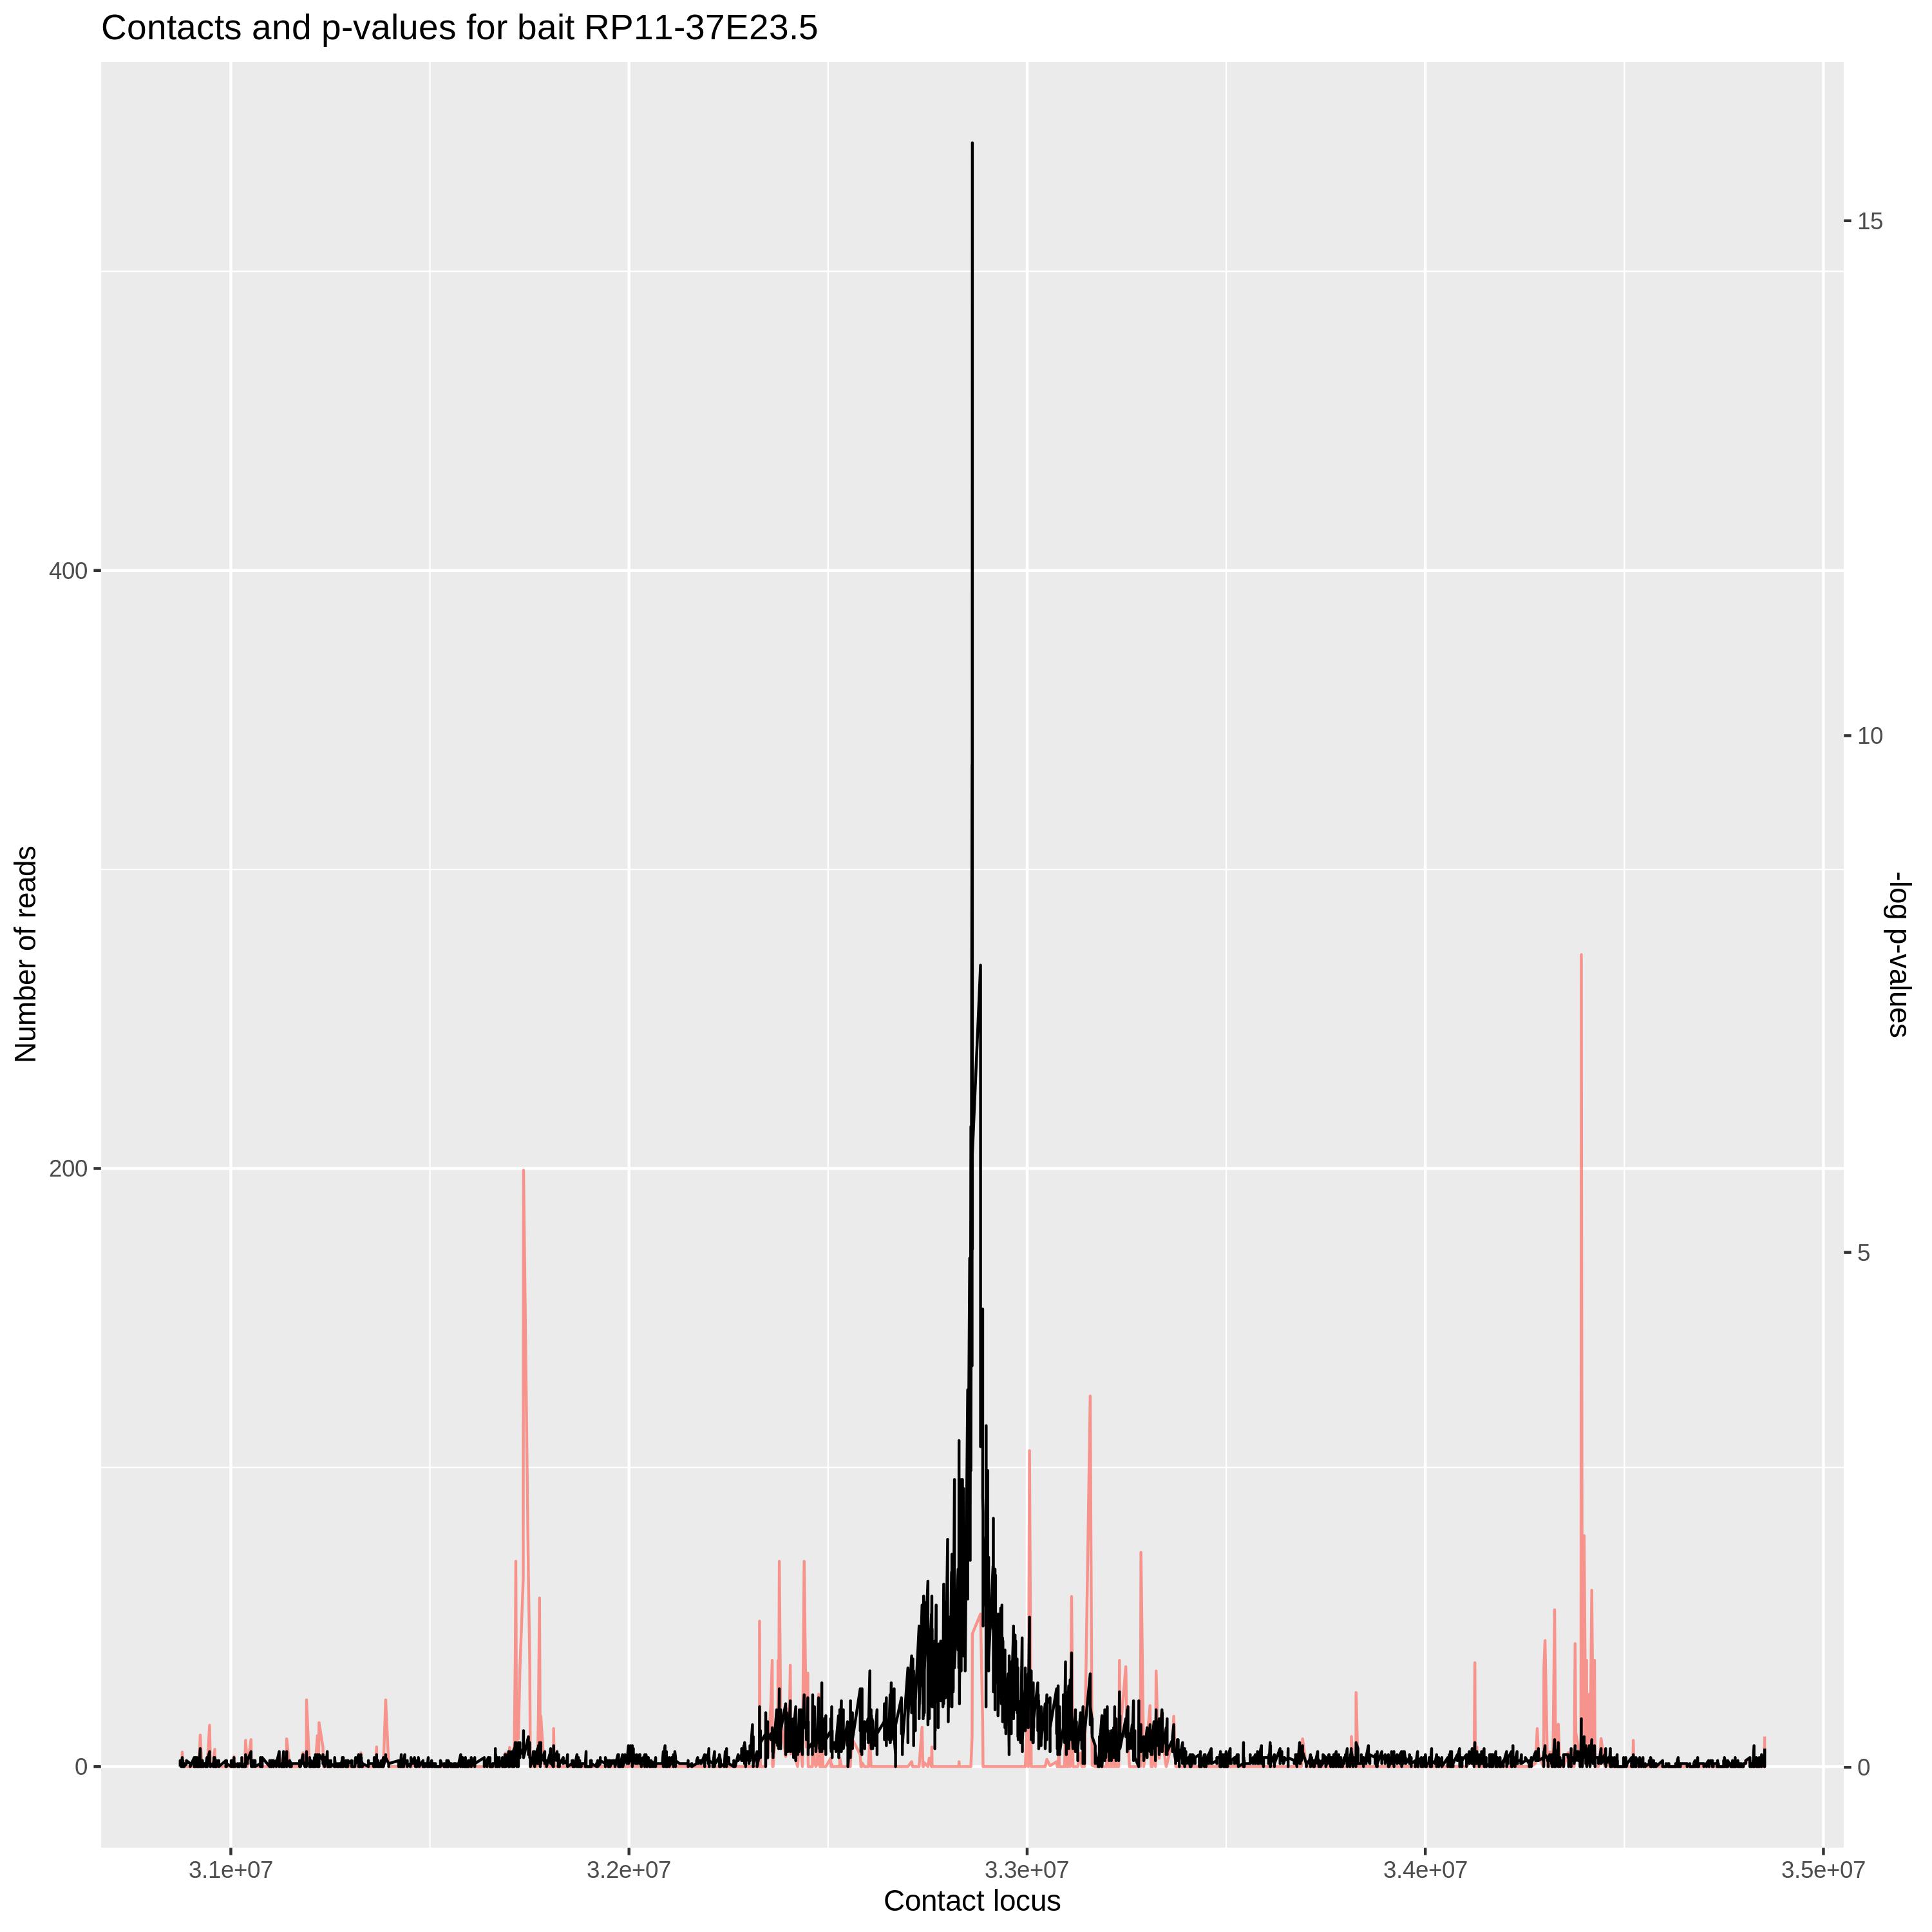 Contacts and p-values for bait RP11-37E23.5
Number of reads
400
200
0
15
10
5
0
-log p-values
3.1e+07 3.2e+07 3.3e+07 3.4e+07 3.5e+07
Contact locus